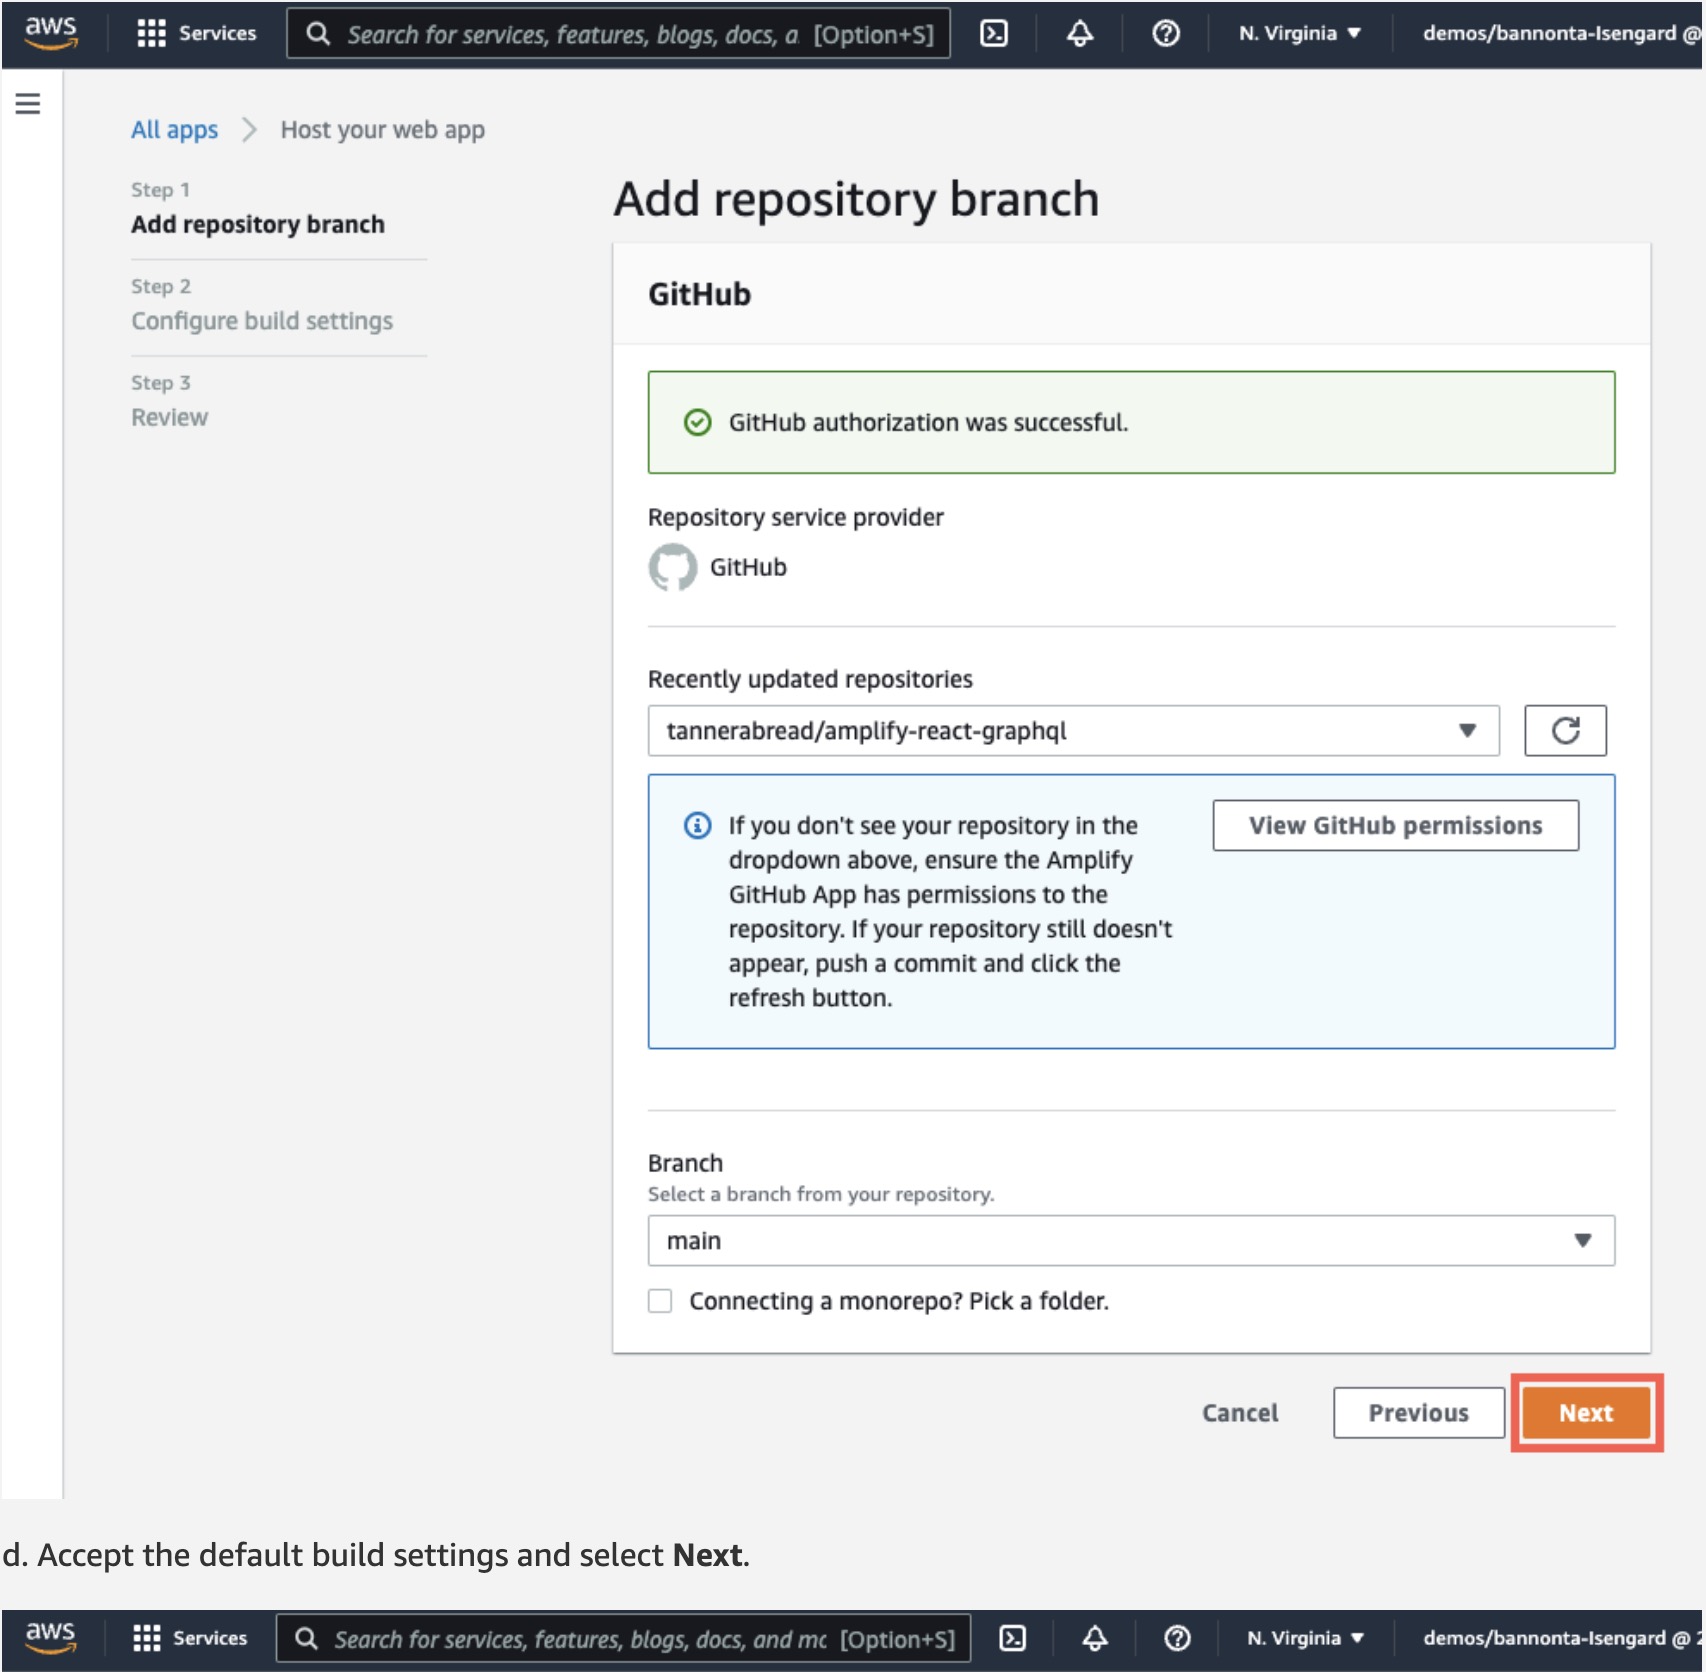 aws Services Search for services, features, blogs, docs, a [Option+S] N. Virginia demos/bannonta-Isengard @
All apps Host your web app
Step 1
Add repository branch
Step 2
Configure build settings
Step 3
Review
Add repository branch
GitHub
GitHub authorization was successful.
Repository service provider
GitHub
Recently updated repositories
tannerabread/amplify-react-graphql
If you don't see your repository in the
dropdown above, ensure the Amplify
GitHub App has permissions to the
repository. If your repository still doesn't
appear, push a commit and click the
refresh button.
View GitHub permissions
Branch
Select a branch from your repository.
main
Connecting a monorepo? Pick a folder.
Cancel Previous Next
d. Accept the default build settings and select Next.
aws Services Search for services, features, blogs, docs, and mc [Option+S] N. Virginia demos/bannonta-Isengard @ 2